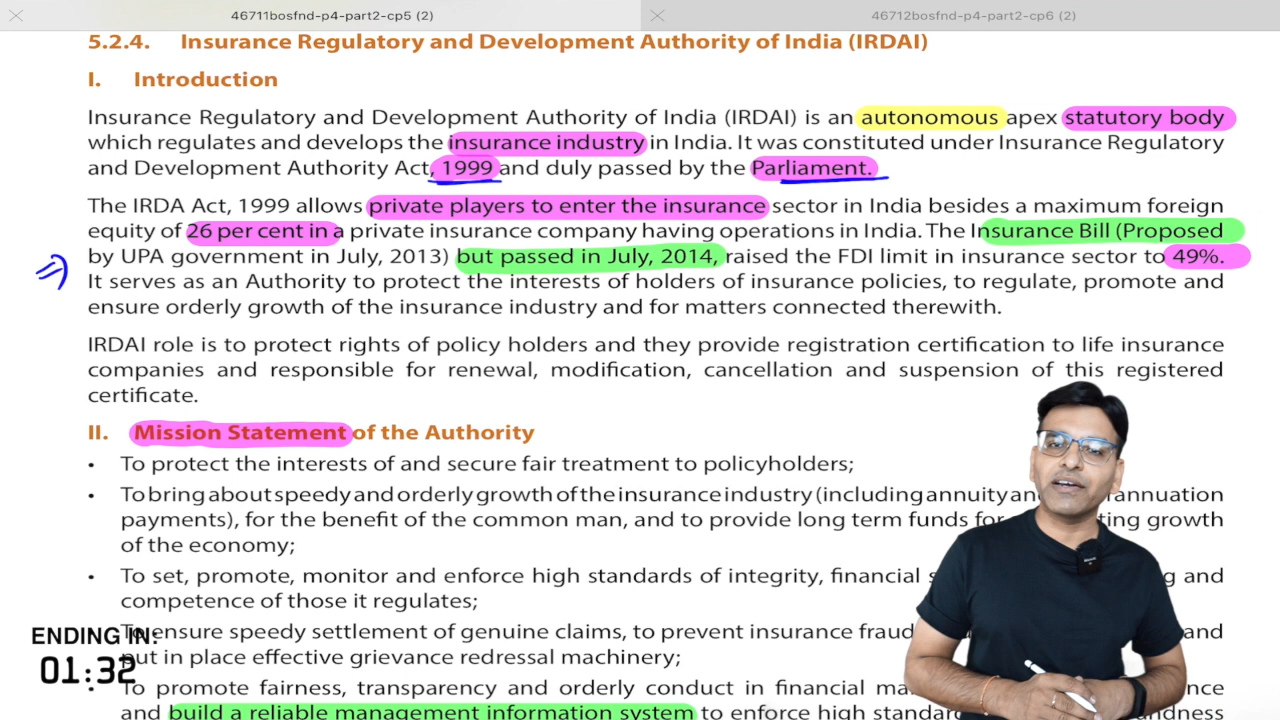 46711bosfnd-p4-part2-cp5 (2)
46712bosfnd-p4-part2-cp6 (2)
5.2.4. Insurance Regulatory and Development Authority of India (IRDAI)
I. Introduction
Insurance Regulatory and Development Authority of India (IRDAI) is an autonomous apex statutory body
which regulates and develops the insurance industry in India. It was constituted under Insurance Regulatory
and Development Authority Act, 1999 and duly passed by the Parliament.
The IRDA Act, 1999 allows private players to enter the insurance sector in India besides a maximum foreign
equity of 26 per cent in a private insurance company having operations in India. The Insurance Bill (Proposed
by UPA government in July, 2013) but passed in July, 2014, raised the FDI limit in insurance sector to 49%.
It serves as an Authority to protect the interests of holders of insurance policies, to regulate, promote and
ensure orderly growth of the insurance industry and for matters connected therewith.
IRDAI role is to protect rights of policy holders and they provide registration certification to life insurance
companies and responsible for renewal, modification, cancellation and suspension of this registered
certificate.
II. Mission Statement of the Authority
• To protect the interests of and secure fair treatment to policyholders;
• To bring about speedy and orderly growth of the insurance industry (including annuity an annuation
payments), for the benefit of the common man, and to provide long term funds for ting growth
of the economy;
• To set, promote, monitor and enforce high standards of integrity, financial s g and
competence of those it regulates;
To ensure speedy settlement of genuine claims, to prevent insurance fraud and
put in place effective grievance redressal machinery;
• To promote fairness, transparency and orderly conduct in financial ma nce
and build a reliable management information system to enforce high standar ndness
ENDING IN:
01:32